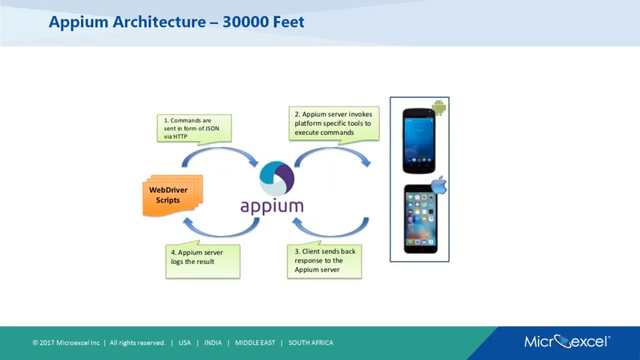 Appium Architecture – 30000 Feet
1. Commands are
sent in form of JSON
via HTTP
2. Appium server invokes
platform specific tools to
execute commands
WebDriver
Scripts
appium
4. Appium server
logs the result
3. Client sends back
response to the
Appium server
© 2017 Microexcel Inc | All rights reserved. | USA | INDIA | MIDDLE EAST | SOUTH AFRICA
Microexcel